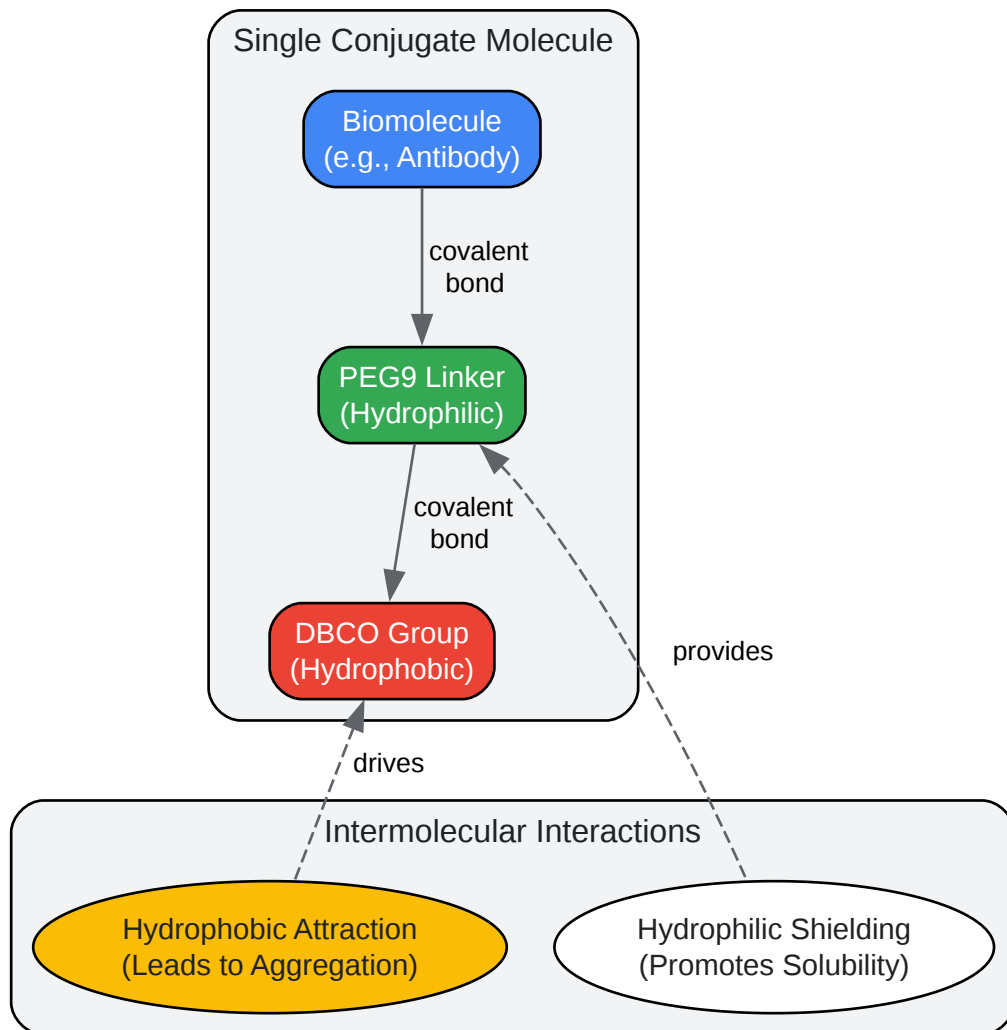 Single Conjugate Molecule
Biomolecule
(e.g., Antibody)
covalent
bond
PEG9 Linker
(Hydrophilic)
covalent
bond
DBCO Group
(Hydrophobic)
provides
drives
Intermolecular Interactions
Hydrophobic Attraction
(Leads to Aggregation)
Hydrophilic Shielding
(Promotes Solubility)